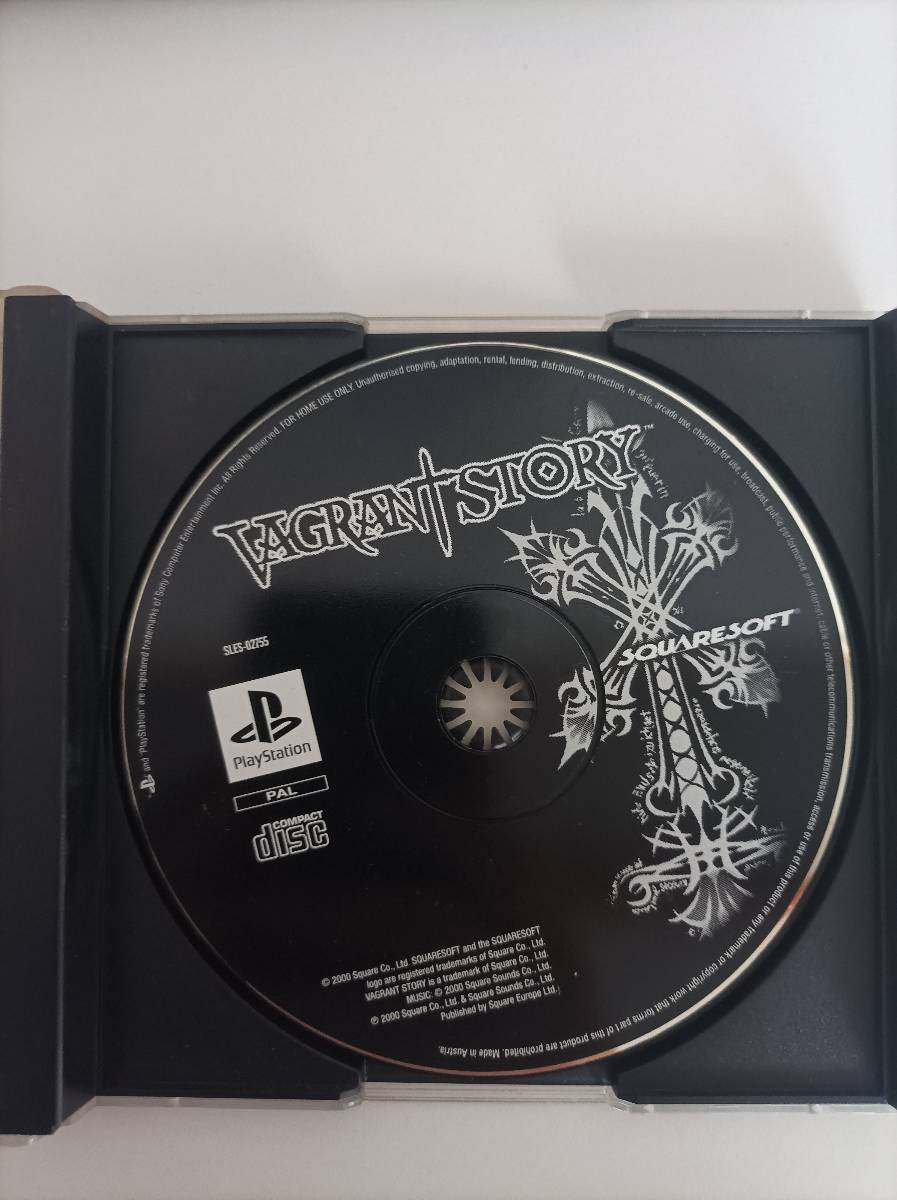 VAGRANT STORY™
SQUARESOFT®
SLES-02755
PlayStation
PAL
COMPACT
disc
© 2000 Square Co., Ltd. SQUARESOFT and the SQUARESOFT
logo are registered trademarks of Square Co., Ltd.
VAGRANT STORY is a trademark of Square Co., Ltd.
MUSIC: © 2000 Square Sounds Co., Ltd.
℗ 2000 Square Co., Ltd. & Square Sounds Co., Ltd.
Published by Square Europe Ltd.
and "PlayStation" are registered trademarks of Sony Computer Entertainment Inc. All Rights Reserved. FOR HOME USE ONLY. Unauthorised copying, adaptation, rental, lending, distribution, extraction, re-sale, arcade use, charging for use, broadcast, public performance and internet, cable or other telecommunications transmission, access or use of this product or any trademark or copyright work that forms part of this product are prohibited. Made in Austria.